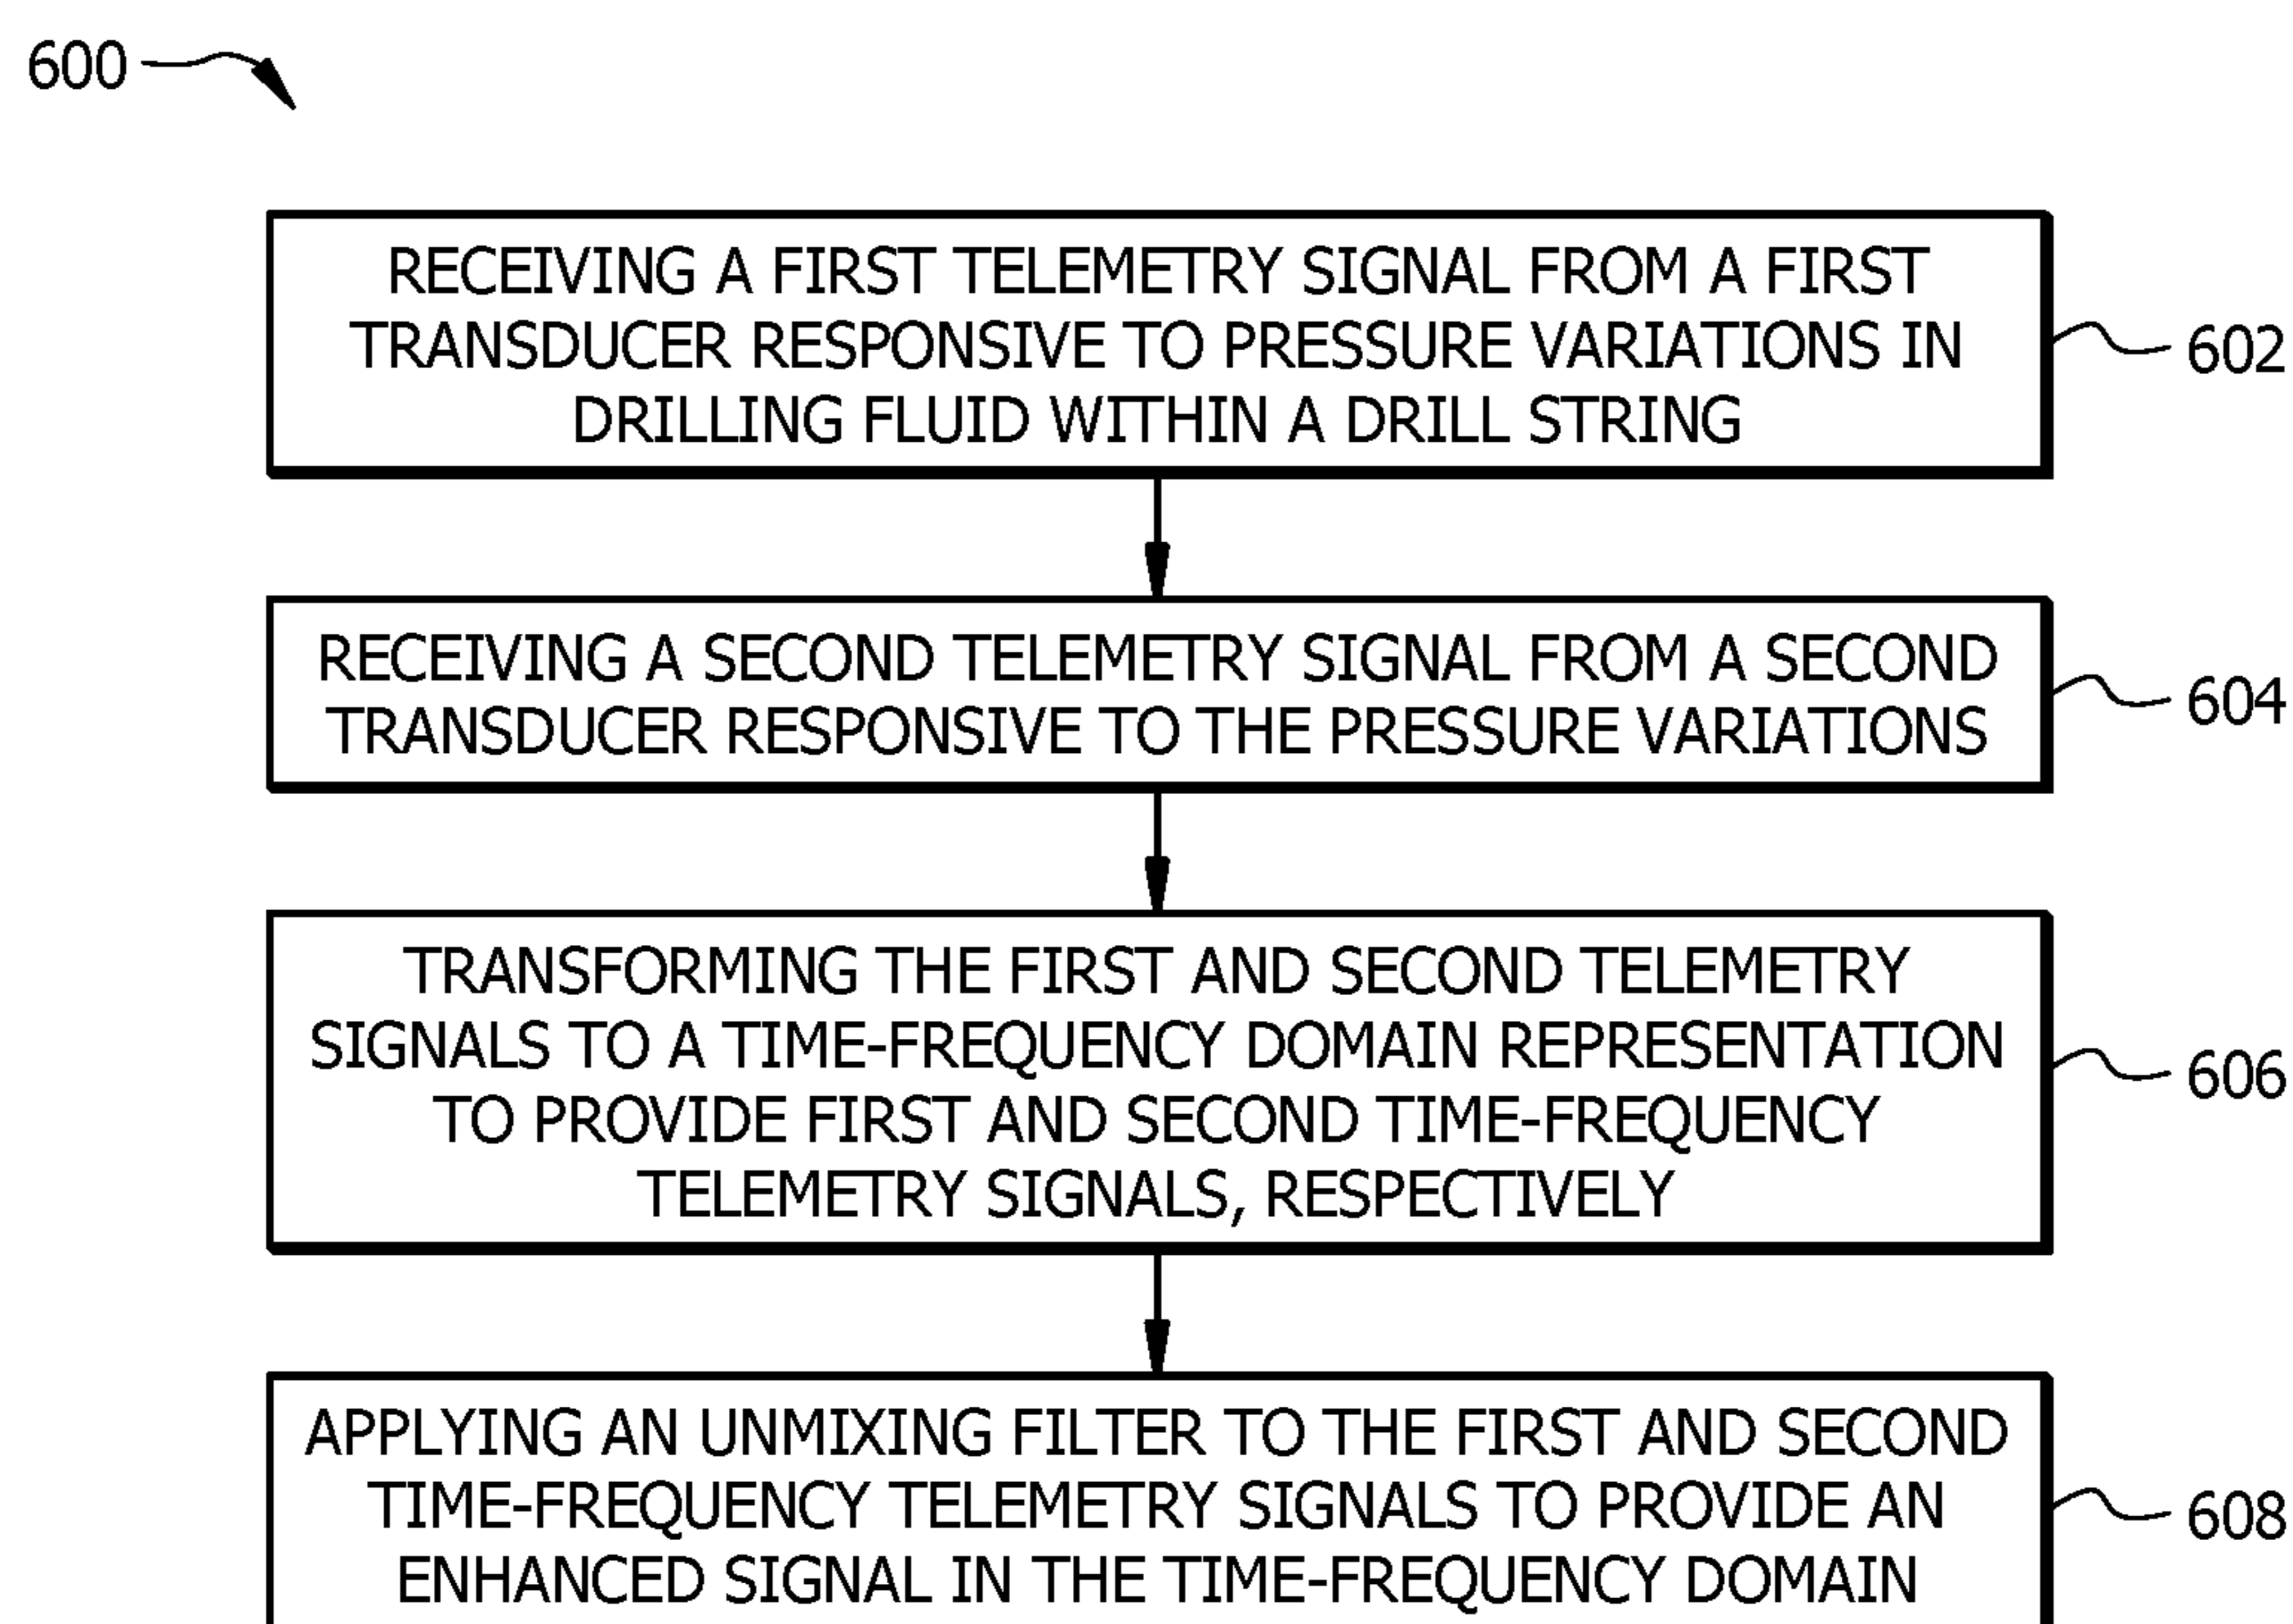 600
RECEIVING A FIRST TELEMETRY SIGNAL FROM A FIRST
TRANSDUCER RESPONSIVE TO PRESSURE VARIATIONS IN
DRILLING FLUID WITHIN A DRILL STRING
602
RECEIVING A SECOND TELEMETRY SIGNAL FROM A SECOND
TRANSDUCER RESPONSIVE TO THE PRESSURE VARIATIONS
604
TRANSFORMING THE FIRST AND SECOND TELEMETRY
SIGNALS TO A TIME-FREQUENCY DOMAIN REPRESENTATION
TO PROVIDE FIRST AND SECOND TIME-FREQUENCY
TELEMETRY SIGNALS, RESPECTIVELY
606
APPLYING AN UNMIXING FILTER TO THE FIRST AND SECOND
TIME-FREQUENCY TELEMETRY SIGNALS TO PROVIDE AN
ENHANCED SIGNAL IN THE TIME-FREQUENCY DOMAIN
608